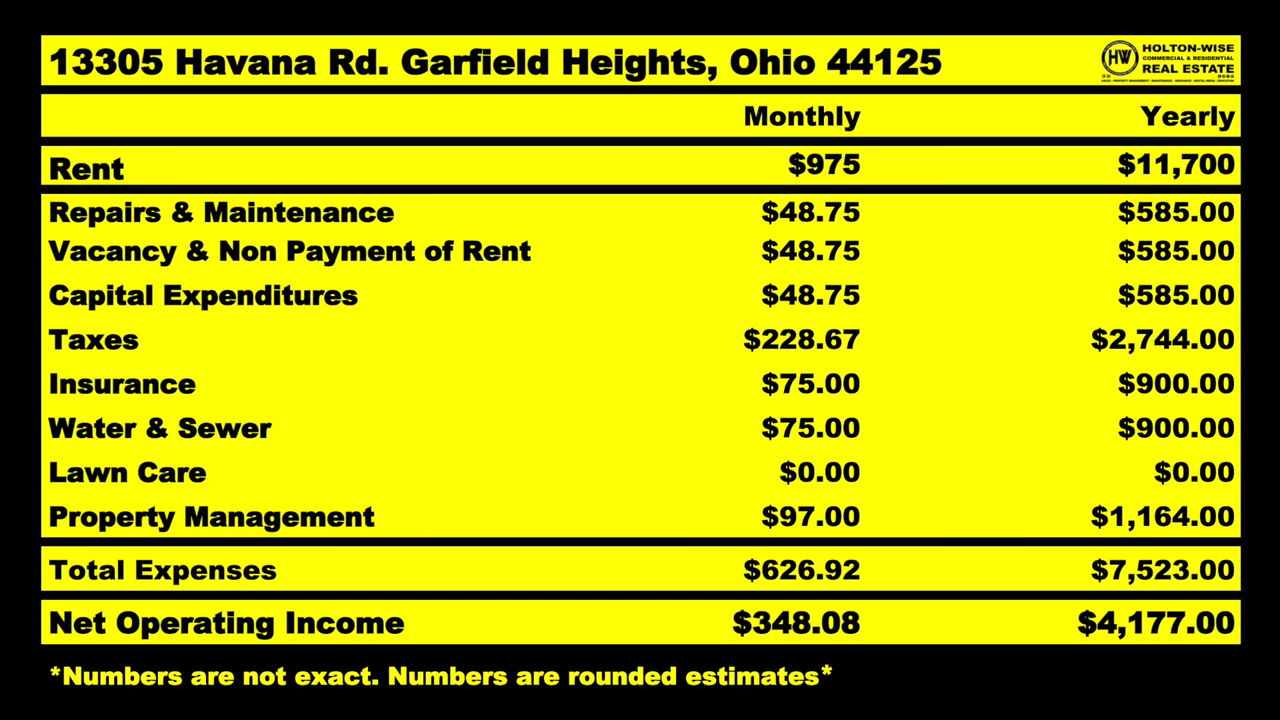 13305 Havana Rd. Garfield Heights, Ohio 44125
HW
HOLTON-WISE
COMMERCIAL & RESIDENTIAL
REAL ESTATE
Monthly Yearly
Rent $975 $11,700
Repairs & Maintenance $48.75 $585.00
Vacancy & Non Payment of Rent $48.75 $585.00
Capital Expenditures $48.75 $585.00
Taxes $228.67 $2,744.00
Insurance $75.00 $900.00
Water & Sewer $75.00 $900.00
Lawn Care $0.00 $0.00
Property Management $97.00 $1,164.00
Total Expenses $626.92 $7,523.00
Net Operating Income $348.08 $4,177.00
*Numbers are not exact. Numbers are rounded estimates*